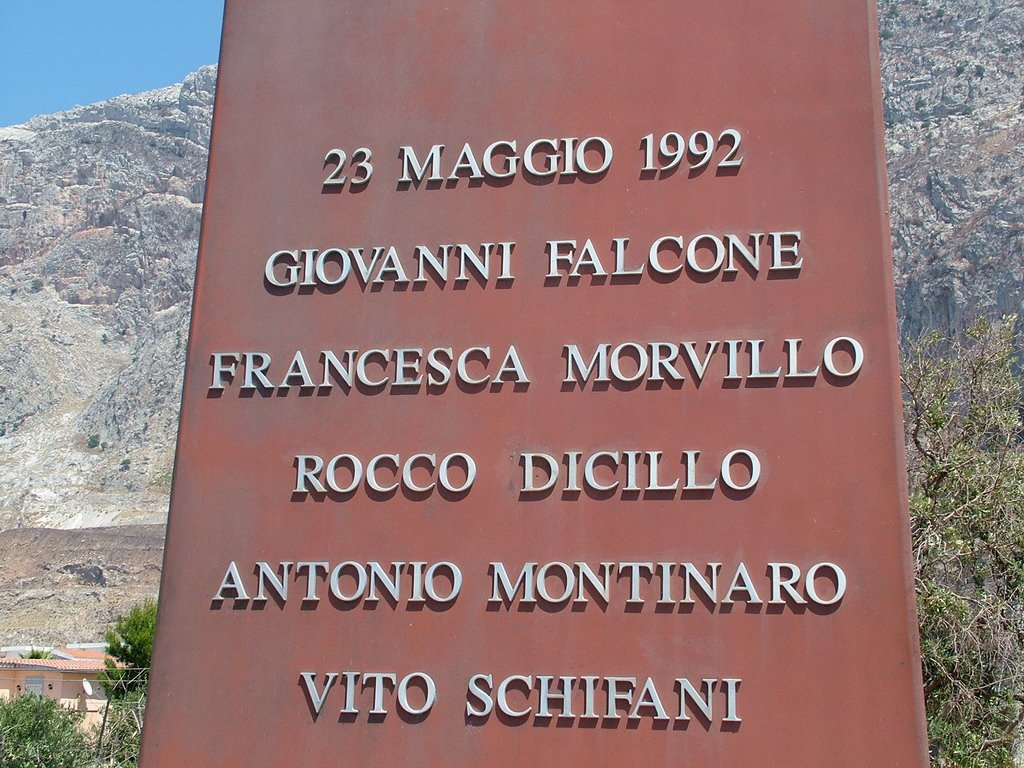 23 MAGGIO 1992
GIOVANNI FALCONE
FRANCESCA MORVILLO
ROCCO DICILLO
ANTONIO MONTINARO
VITO SCHIFANI